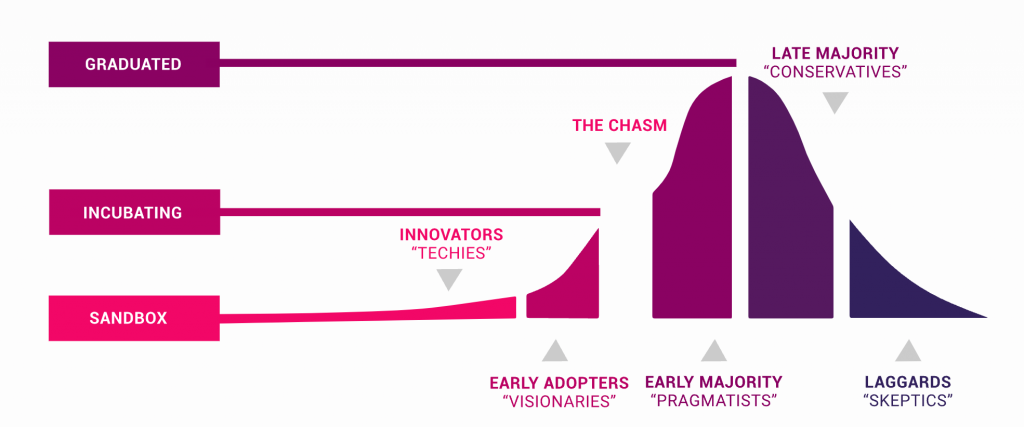 GRADUATED
LATE MAJORITY
“CONSERVATIVES”
THE CHASM
INCUBATING
INNOVATORS
“TECHIES”
SANDBOX
EARLY ADOPTERS
“VISIONARIES”
EARLY MAJORITY
“PRAGMATISTS”
LAGGARDS
“SKEPTICS”